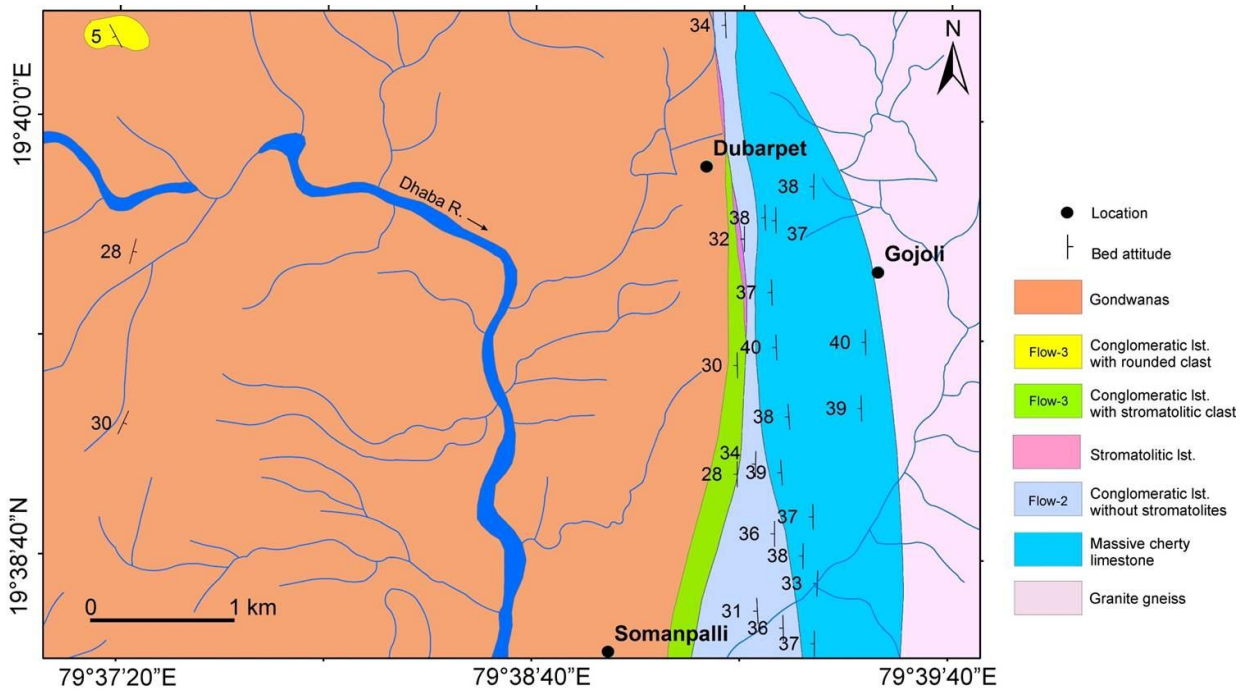 34
N
5
19°40'0"E
Dubarpet
Dhaba R.
38
38
37
32
28
Gojoli
37
40
40
30
38
39
30
34
28
39
37
36
38
33
19°38'40"N
0
1 km
31
36
37
Somanpalli
79°37'20"E
79°38'40"E
79°39'40"E
Location
Bed attitude
Gondwanas
Flow-3
Conglomeratic lst.
with rounded clast
Flow-3
Conglomeratic lst.
with stromatolitic clast
Stromatolitic lst.
Flow-2
Conglomeratic lst.
without stromatolites
Massive cherty
limestone
Granite gneiss